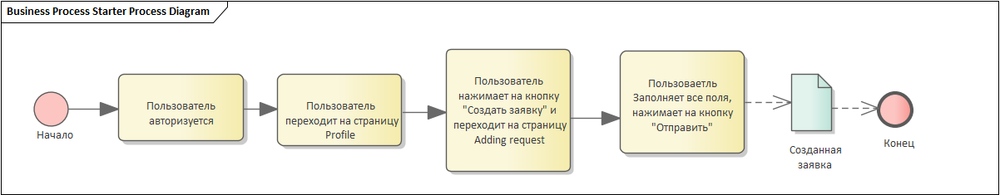 Business Process Starter Process Diagram
Начало
Пользователь
авторизуется
Пользователь
переходит на страницу
Profile
Пользователь
нажимает на кнопку
"Создать заявку" и
переходит на страницу
Adding request
Пользоваетль
Заполняет все поля,
нажимает на кнопку
"Отправить"
Созданная
заявка
Конец